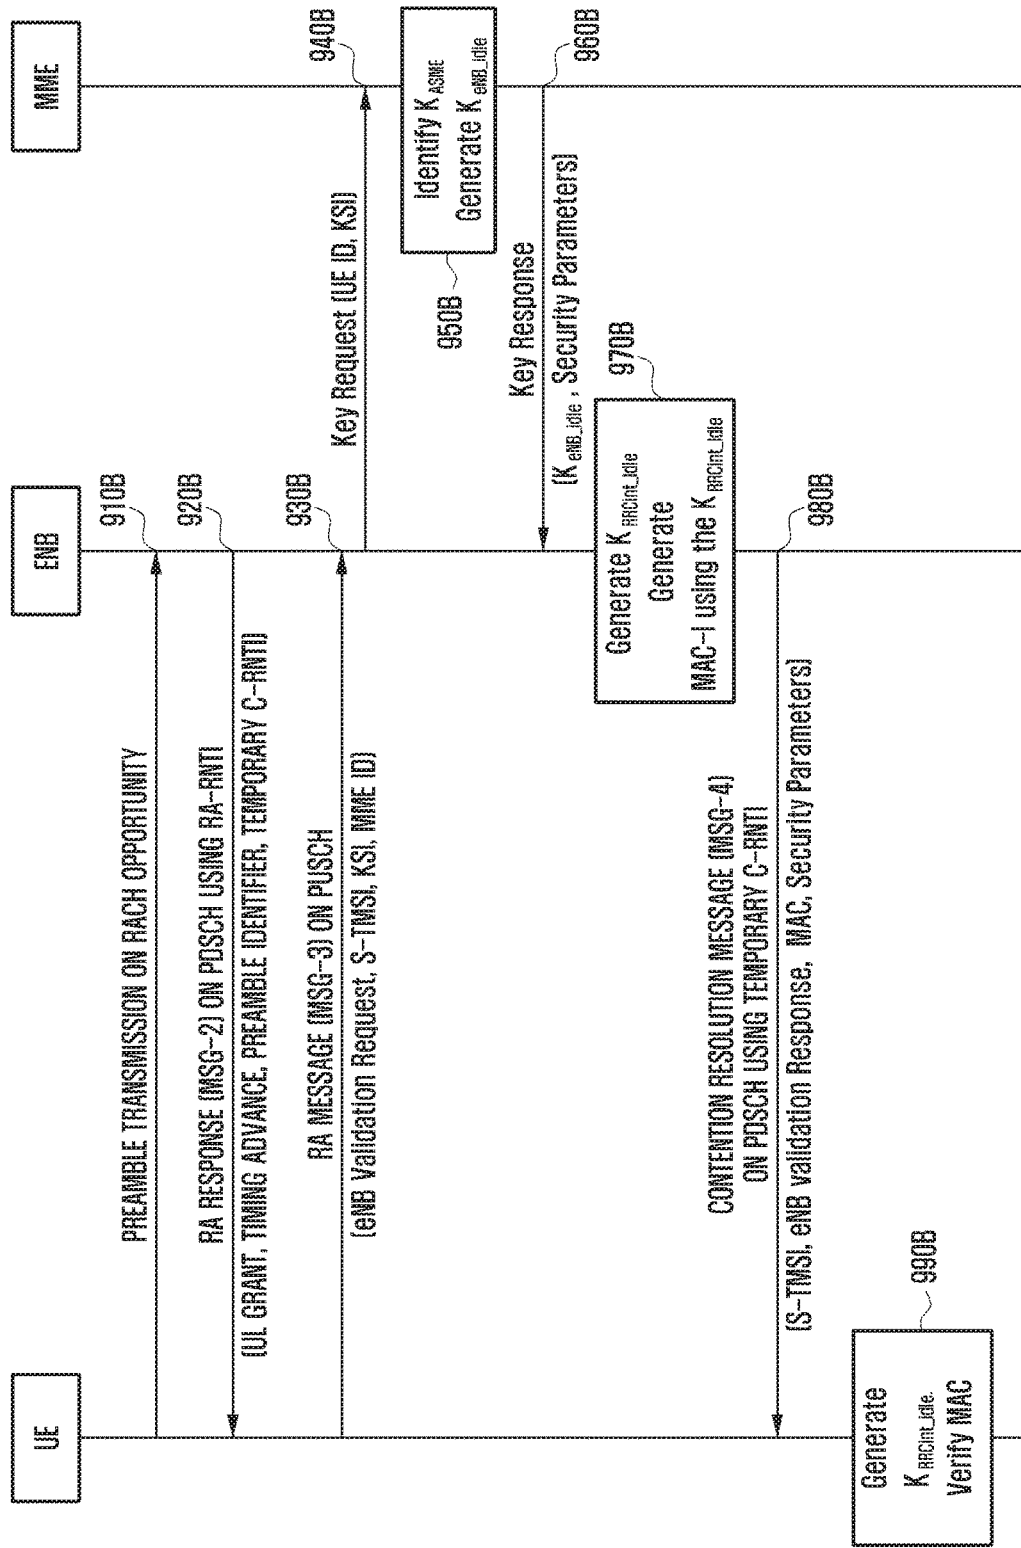 UE
ENB
MME
PREAMBLE TRANSMISSION ON RACH OPPORTUNITY
910B
RA RESPONSE (MSG-2) ON PDSCH USING RA-RNTI
920B
(UL GRANT, TIMING ADVANCE, PREAMBLE IDENTIFIER, TEMPORARY C-RNTI)
RA MESSAGE (MSG-3) ON PUSCH
930B
(eNB Validation Request, S-TMSI, KSI, MME ID)
Key Request (UE ID, KSI)
940B
Identify K ASME
Generate K eNB_idle
950B
Key Response
960B
(K eNB_idle , Security Parameters)
Generate K RRCint_idle
Generate
MAC-I using the K RRCint_idle
970B
CONTENTION RESOLUTION MESSAGE (MSG-4)
ON PDSCH USING TEMPORARY C-RNTI
980B
(S-TMSI, eNB validation Response, MAC, Security Parameters)
Generate
K RRCint_idle.
Verify MAC
990B